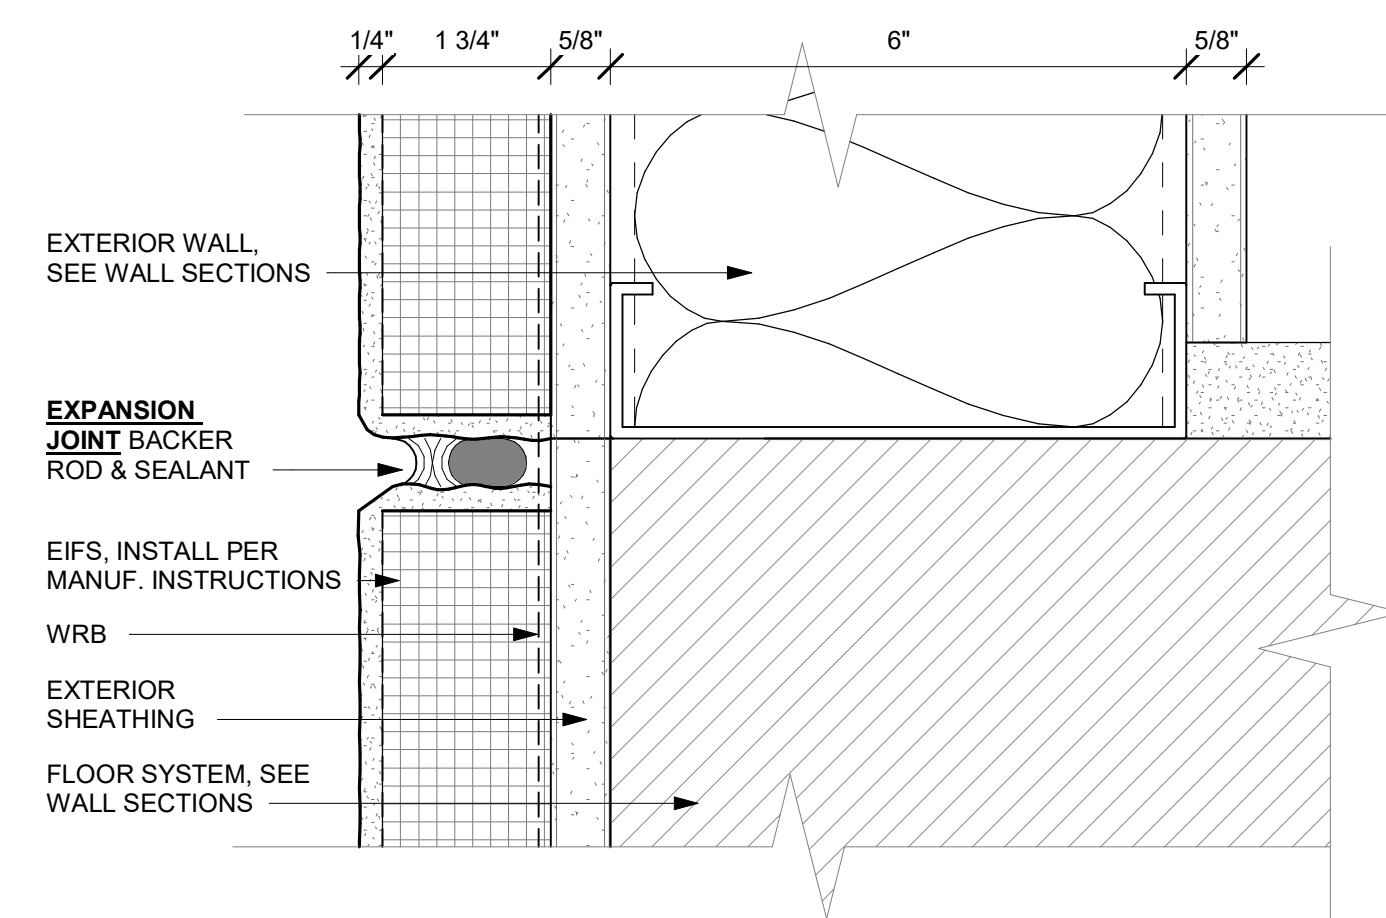 1/4" 1 3/4" 5/8" 6" 5/8"
EXTERIOR WALL,
SEE WALL SECTIONS
EXPANSION
JOINT BACKER
ROD & SEALANT
EIFS, INSTALL PER
MANUF. INSTRUCTIONS
WRB
EXTERIOR
SHEATHING
FLOOR SYSTEM, SEE
WALL SECTIONS